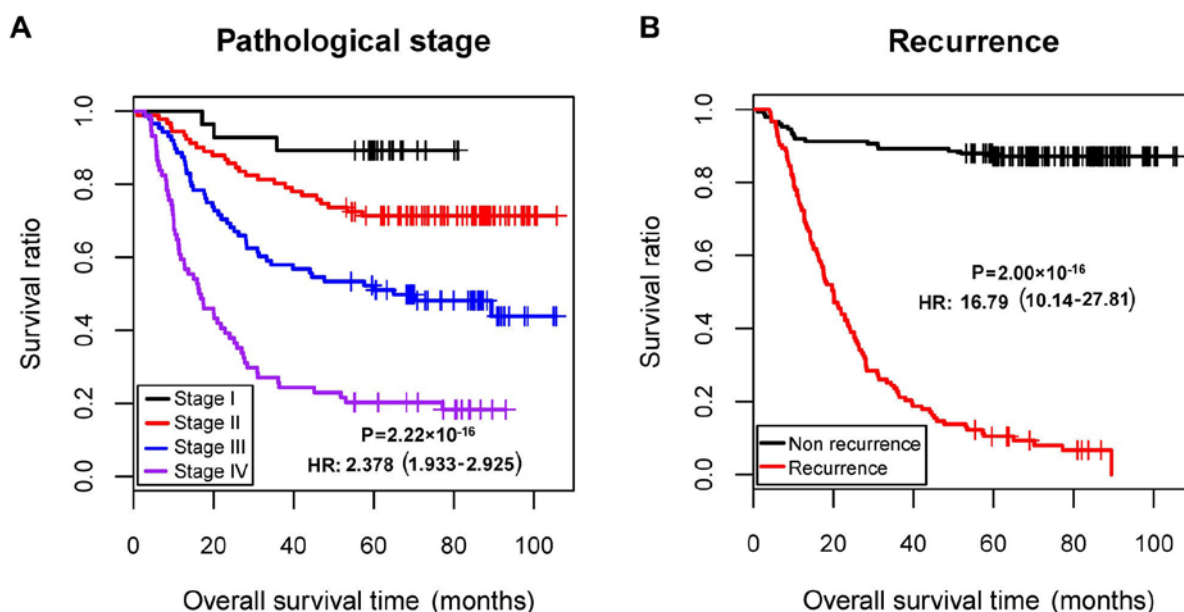 A
Pathological stage
Survival ratio
1.0
0.8
0.6
0.4
0.2
0.0
Stage I
Stage II
Stage III
Stage IV
P=2.22×10⁻¹⁶
HR: 2.378 (1.933-2.925)
0 20 40 60 80 100
Overall survival time (months)
B
Recurrence
Survival ratio
1.0
0.8
0.6
0.4
0.2
0.0
P=2.00×10⁻¹⁶
HR: 16.79 (10.14-27.81)
Non recurrence
Recurrence
0 20 40 60 80 100
Overall survival time (months)